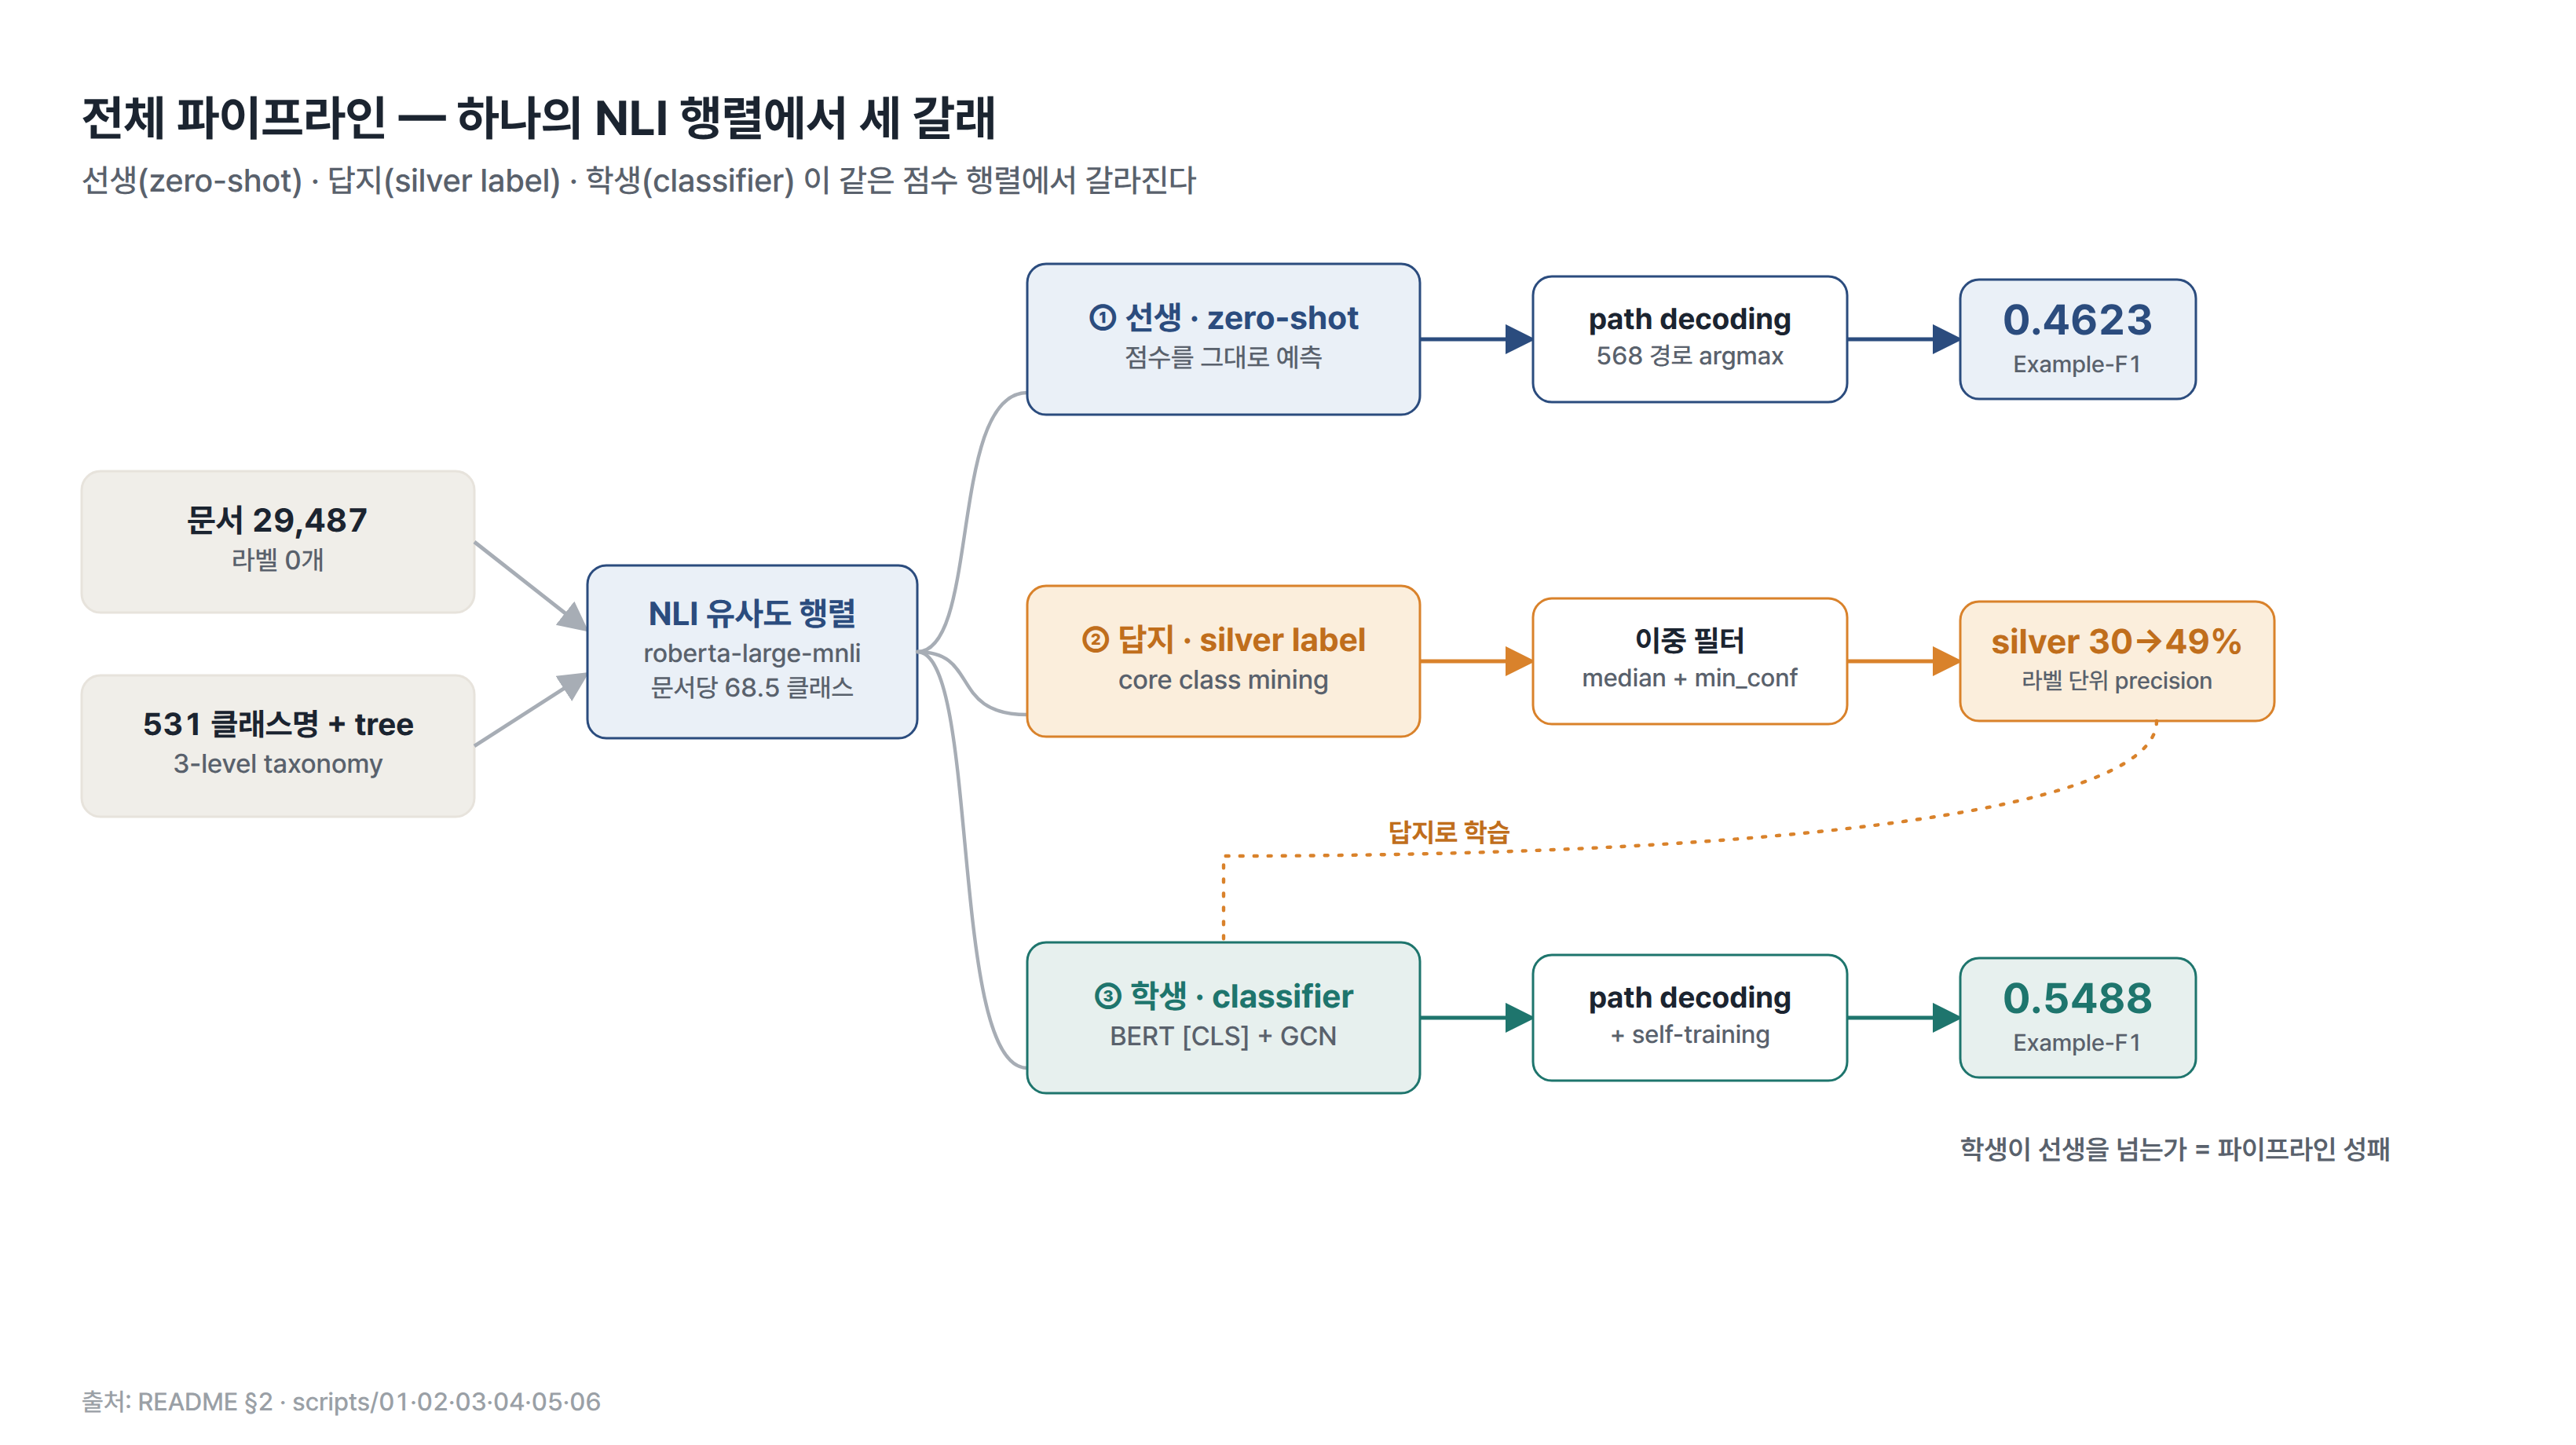 전체 파이프라인 — 하나의 NLI 행렬에서 세 갈래
선생(zero-shot) · 답지(silver label) · 학생(classifier) 이 같은 점수 행렬에서 갈라진다
문서 29,487
라벨 0개
531 클래스명 + tree
3-level taxonomy
NLI 유사도 행렬
roberta-large-mnli
문서당 68.5 클래스
① 선생 · zero-shot
점수를 그대로 예측
path decoding
568 경로 argmax
0.4623
Example-F1
② 답지 · silver label
core class mining
이중 필터
median + min_conf
silver 30→49%
라벨 단위 precision
답지로 학습
③ 학생 · classifier
BERT [CLS] + GCN
path decoding
+ self-training
0.5488
Example-F1
학생이 선생을 넘는가 = 파이프라인 성패
출처: README §2 · scripts/01·02·03·04·05·06